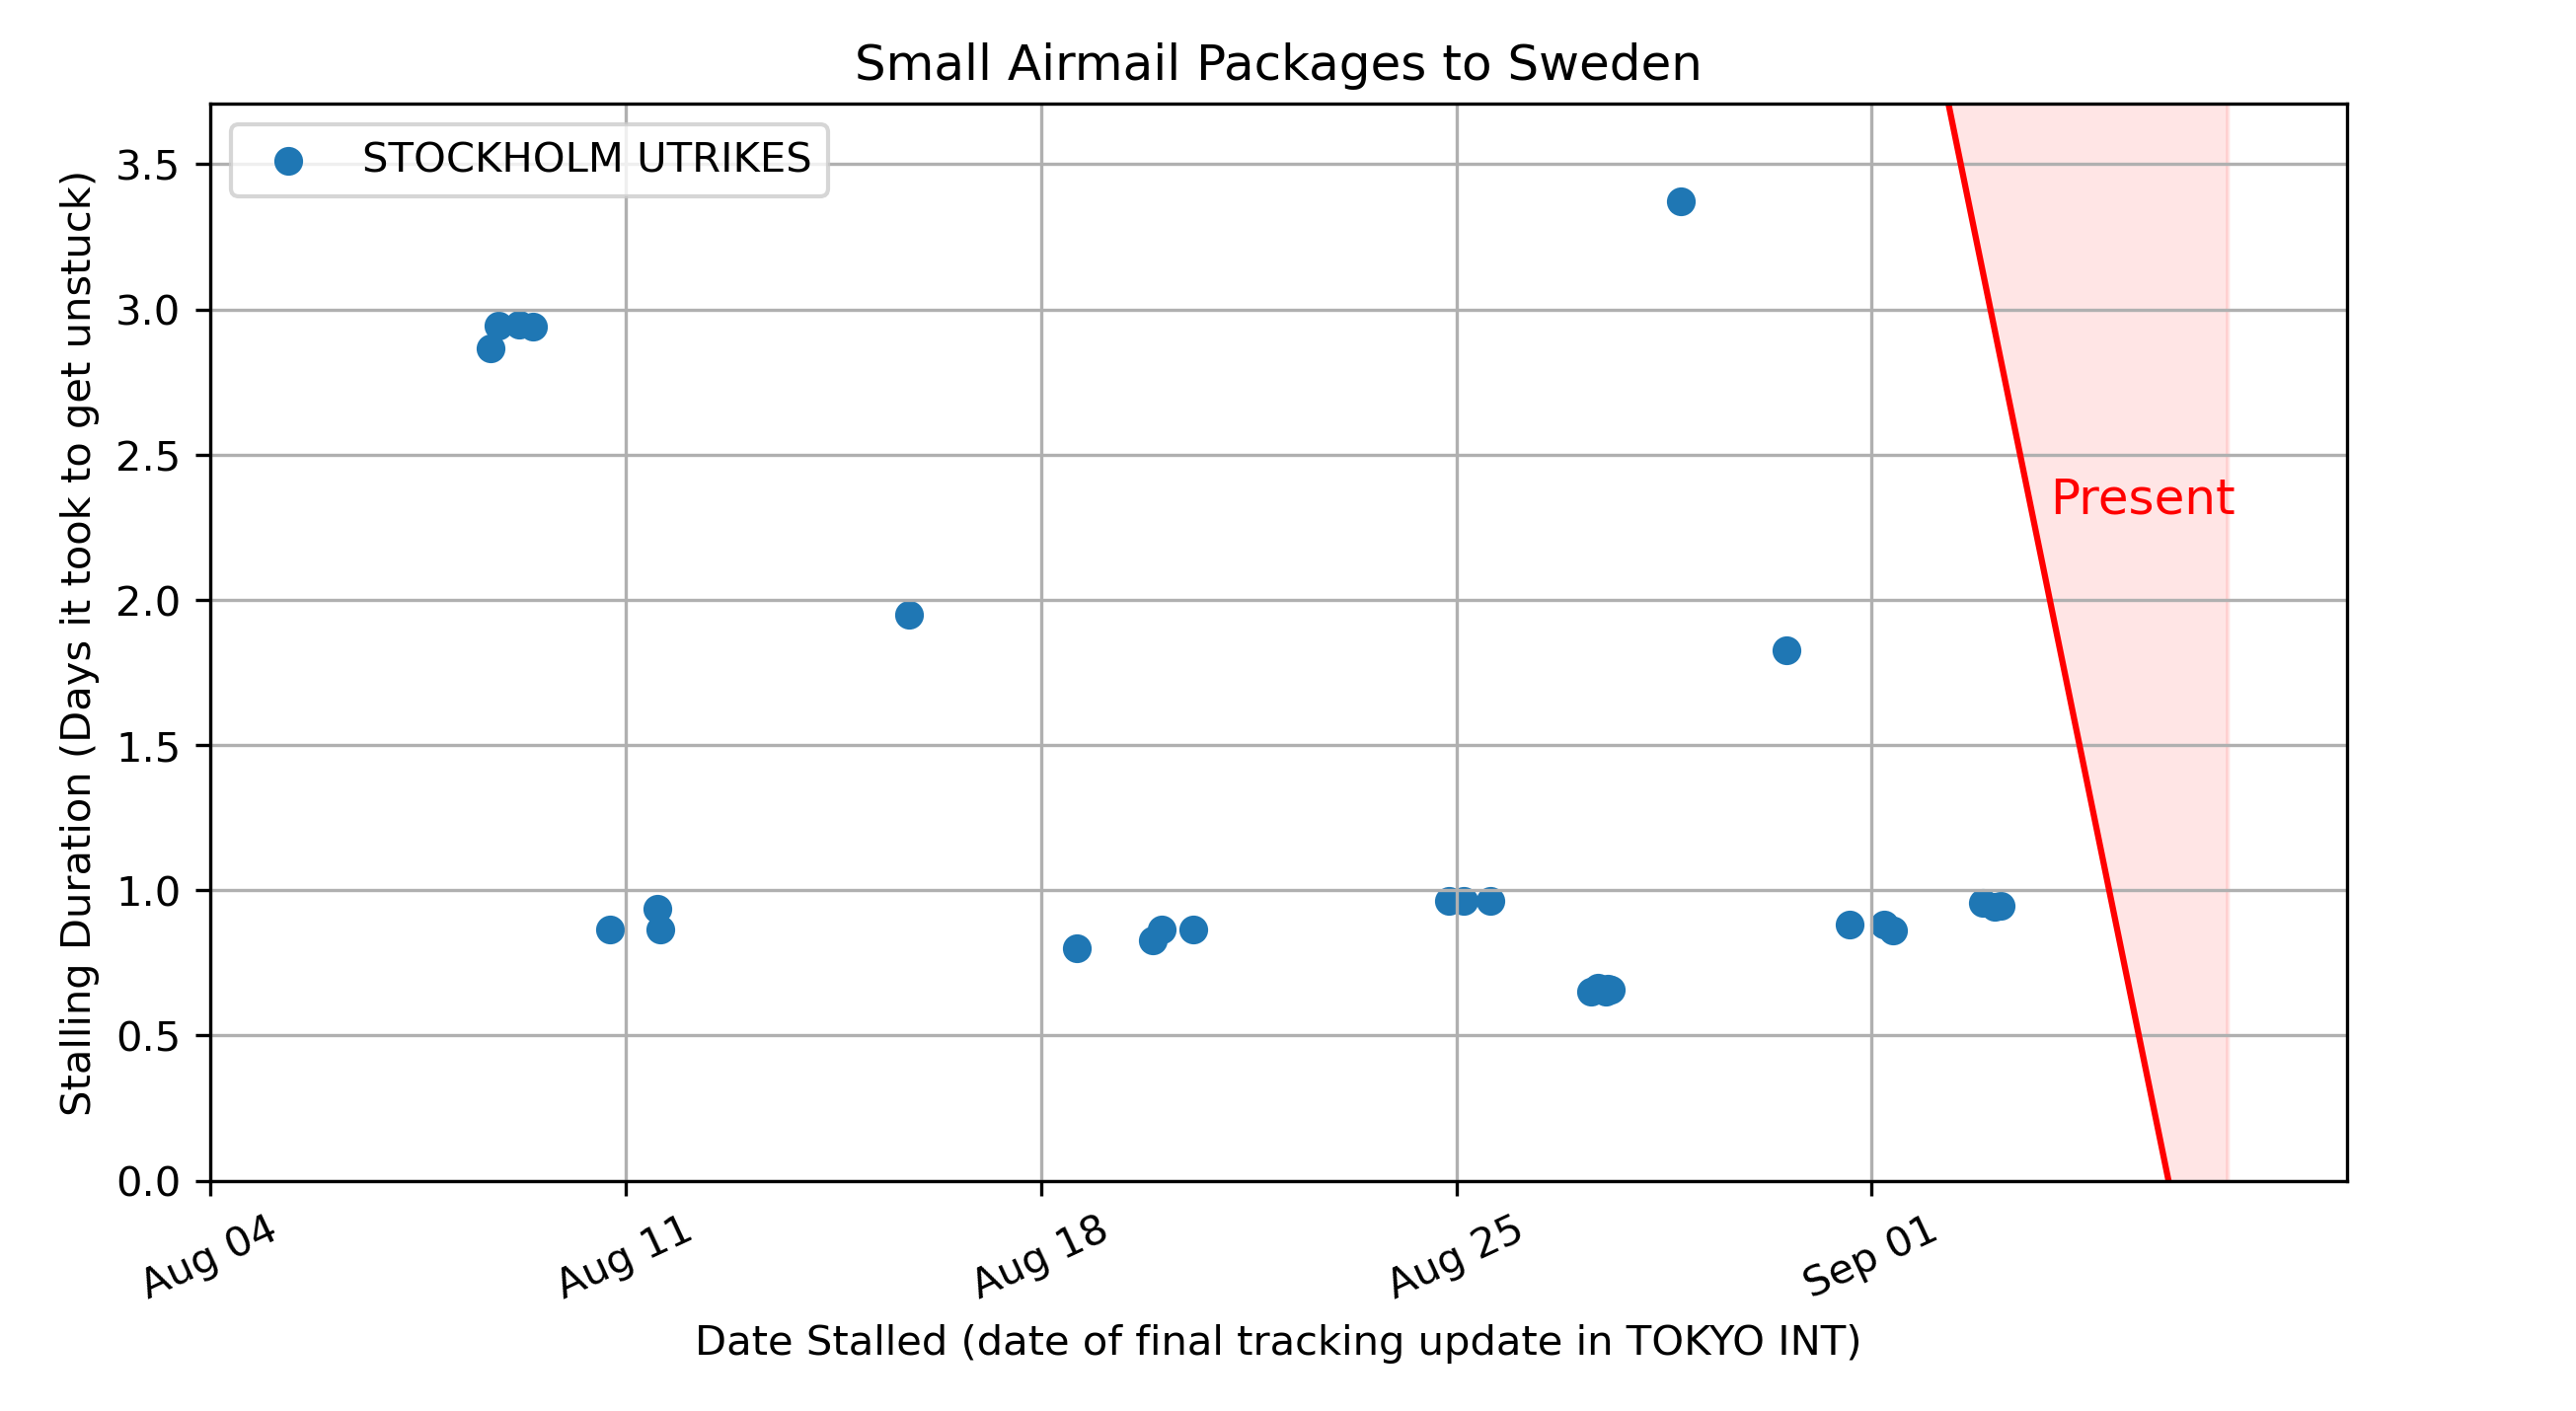 Small Airmail Packages to Sweden
STOCKHOLM UTRIKES
Stalling Duration (Days it took to get unstuck)
3.5
3.0
2.5
2.0
1.5
1.0
0.5
0.0
Present
Aug 04
Aug 11
Aug 18
Aug 25
Sep 01
Date Stalled (date of final tracking update in TOKYO INT)